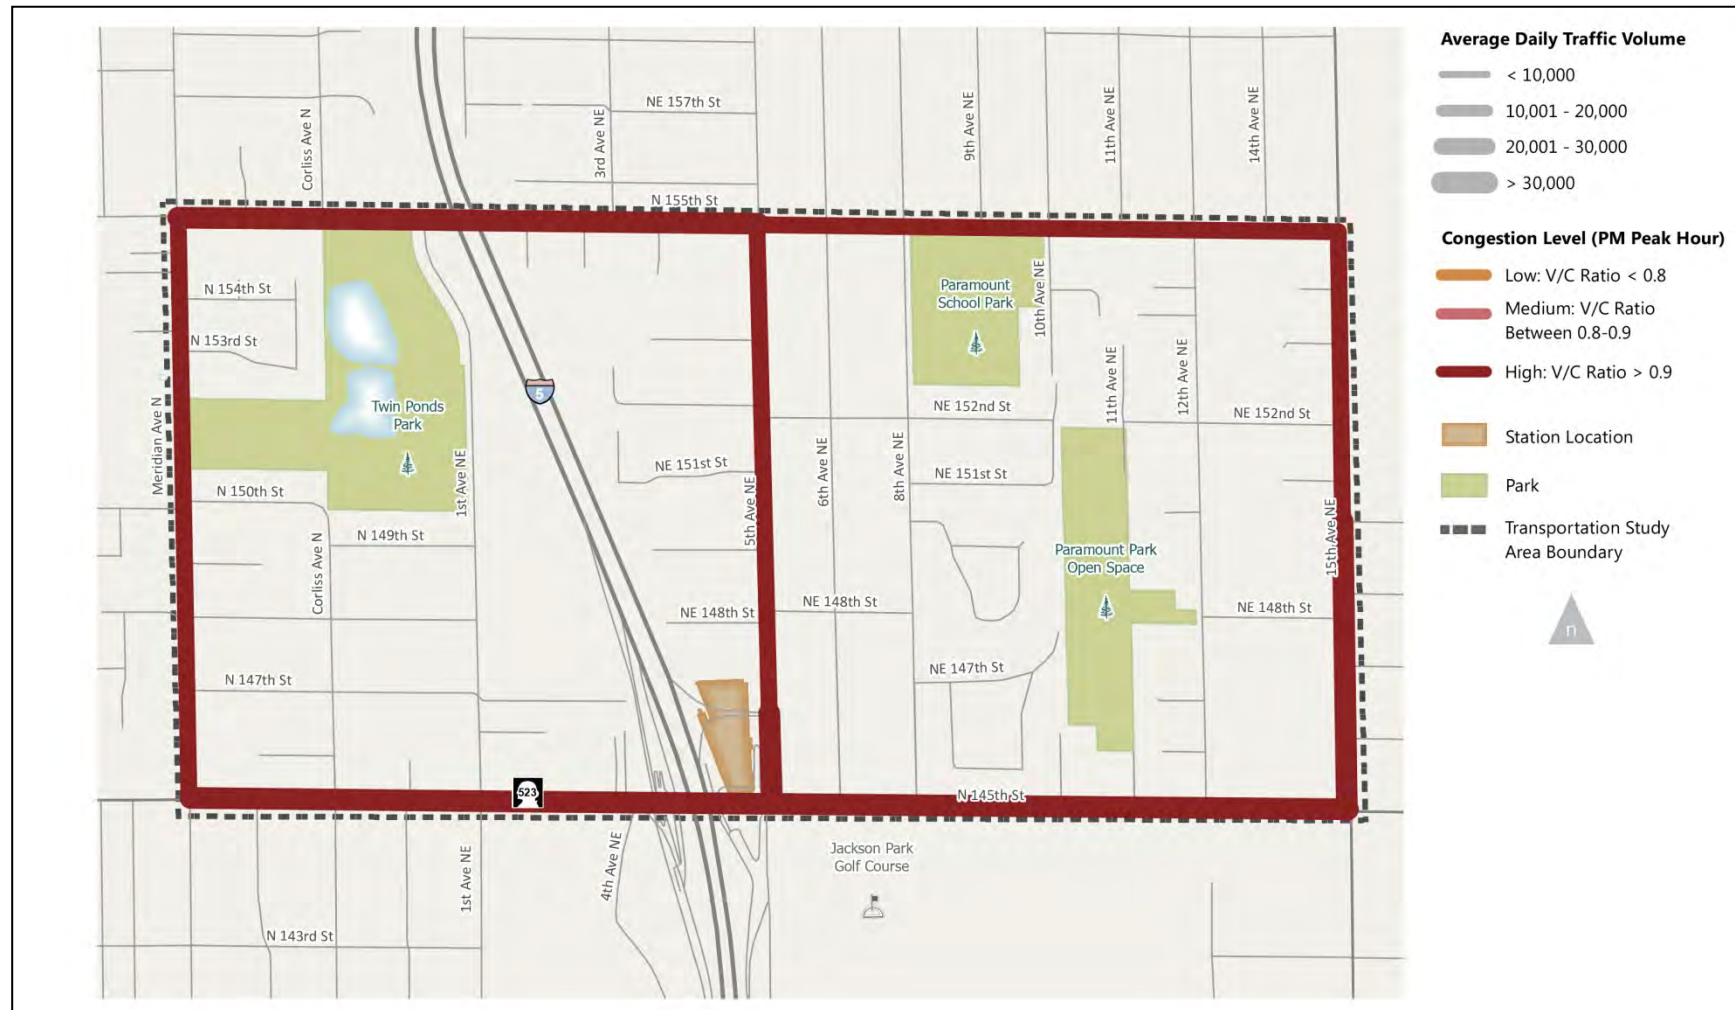 Average Daily Traffic Volume
< 10,000
10,001 - 20,000
20,001 - 30,000
> 30,000
Congestion Level (PM Peak Hour)
Low: V/C Ratio < 0.8
Medium: V/C Ratio
Between 0.8-0.9
High: V/C Ratio > 0.9
Station Location
Park
Transportation Study
Area Boundary
n
NE 157th St
Corliss Ave N
3rd Ave NE
9th Ave NE
11th Ave NE
14th Ave NE
N 155th St
N 154th St
N 153rd St
Meridian Ave N
Twin Ponds
Park
5
Paramount
School Park
10th Ave NE
11th Ave NE
12th Ave NE
NE 152nd St
NE 152nd St
N 150th St
1st Ave NE
NE 151st St
5th Ave NE
6th Ave NE
8th Ave NE
NE 151st St
15th Ave NE
Corliss Ave N
N 149th St
Paramount Park
Open Space
NE 148th St
NE 148th St
NE 148th St
N 147th St
NE 147th St
523
N 145th St
1st Ave NE
4th Ave NE
Jackson Park
Golf Course
N 143rd St